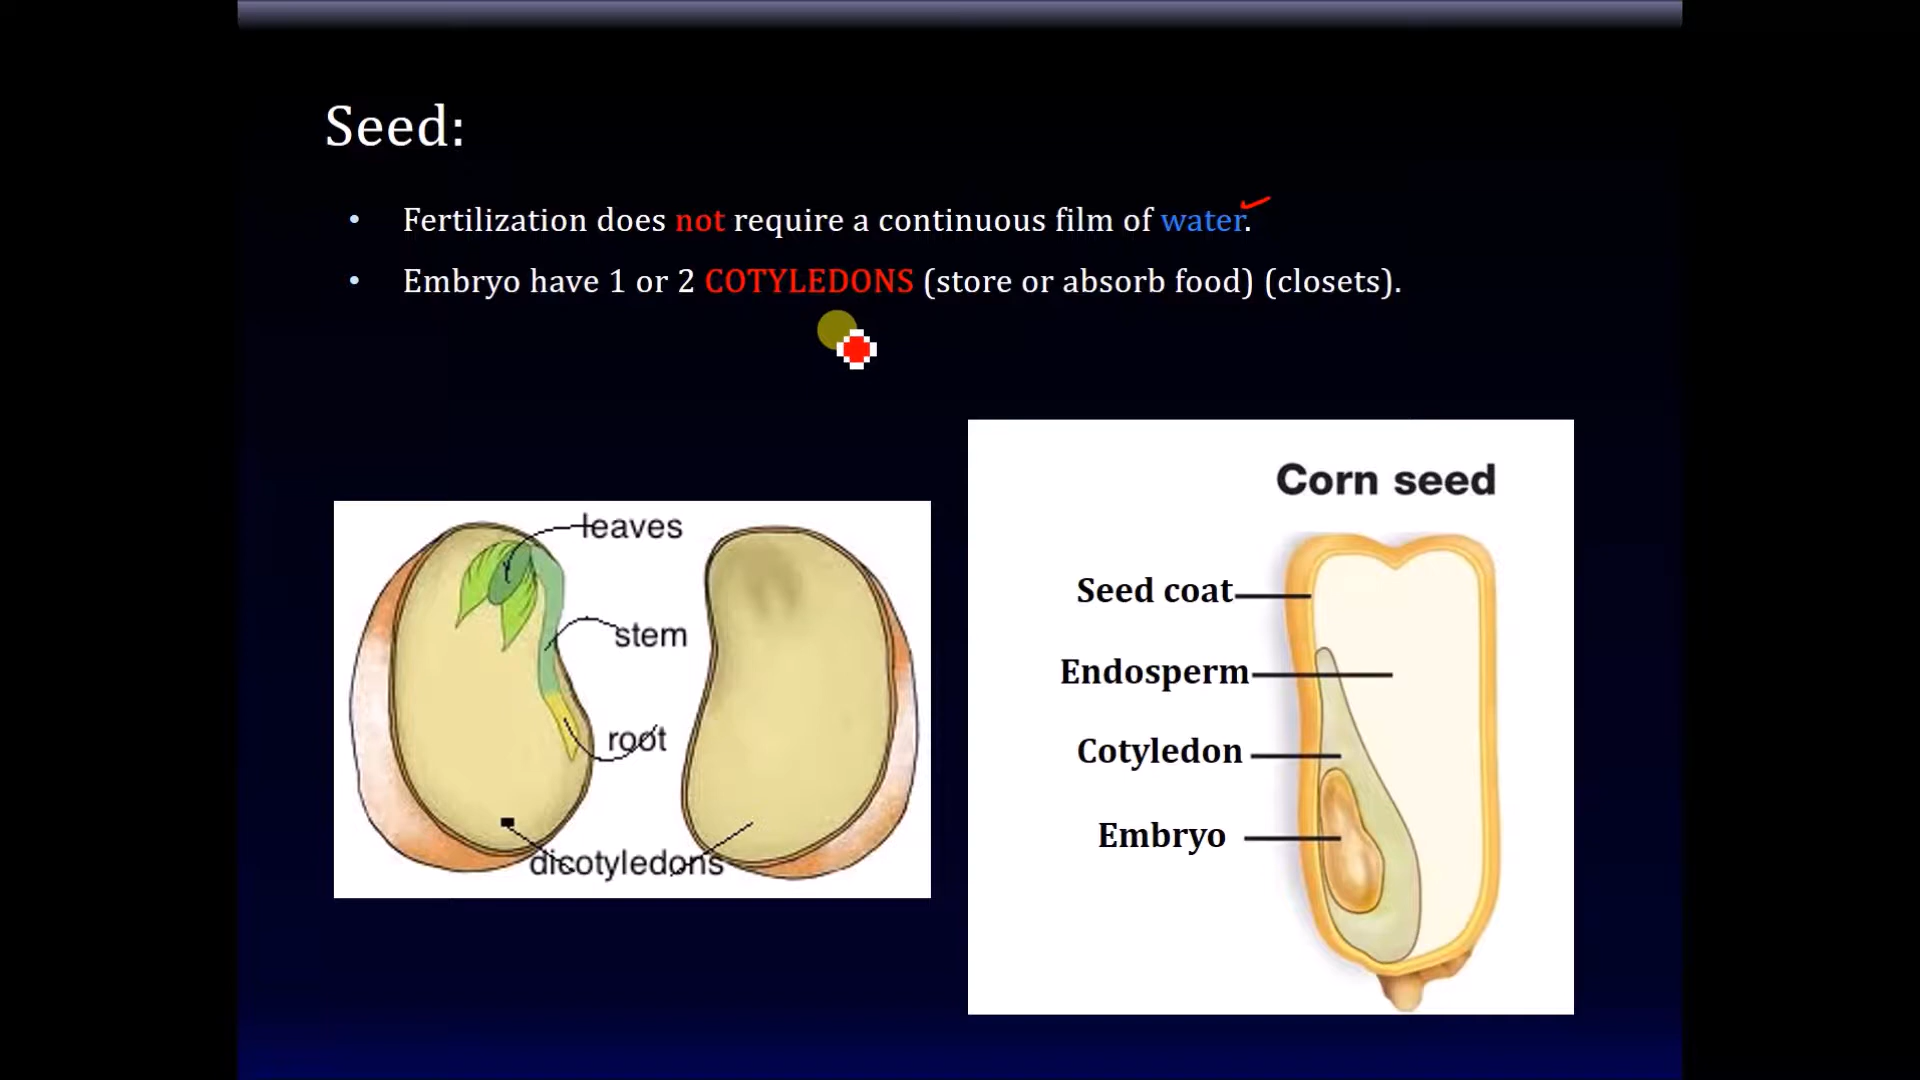 Seed:
• Fertilization does not require a continuous film of water.
• Embryo have 1 or 2 COTYLEDONS (store or absorb food) (closets).
leaves
stem
root
dicotyledons
Corn seed
Seed coat
Endosperm
Cotyledon
Embryo